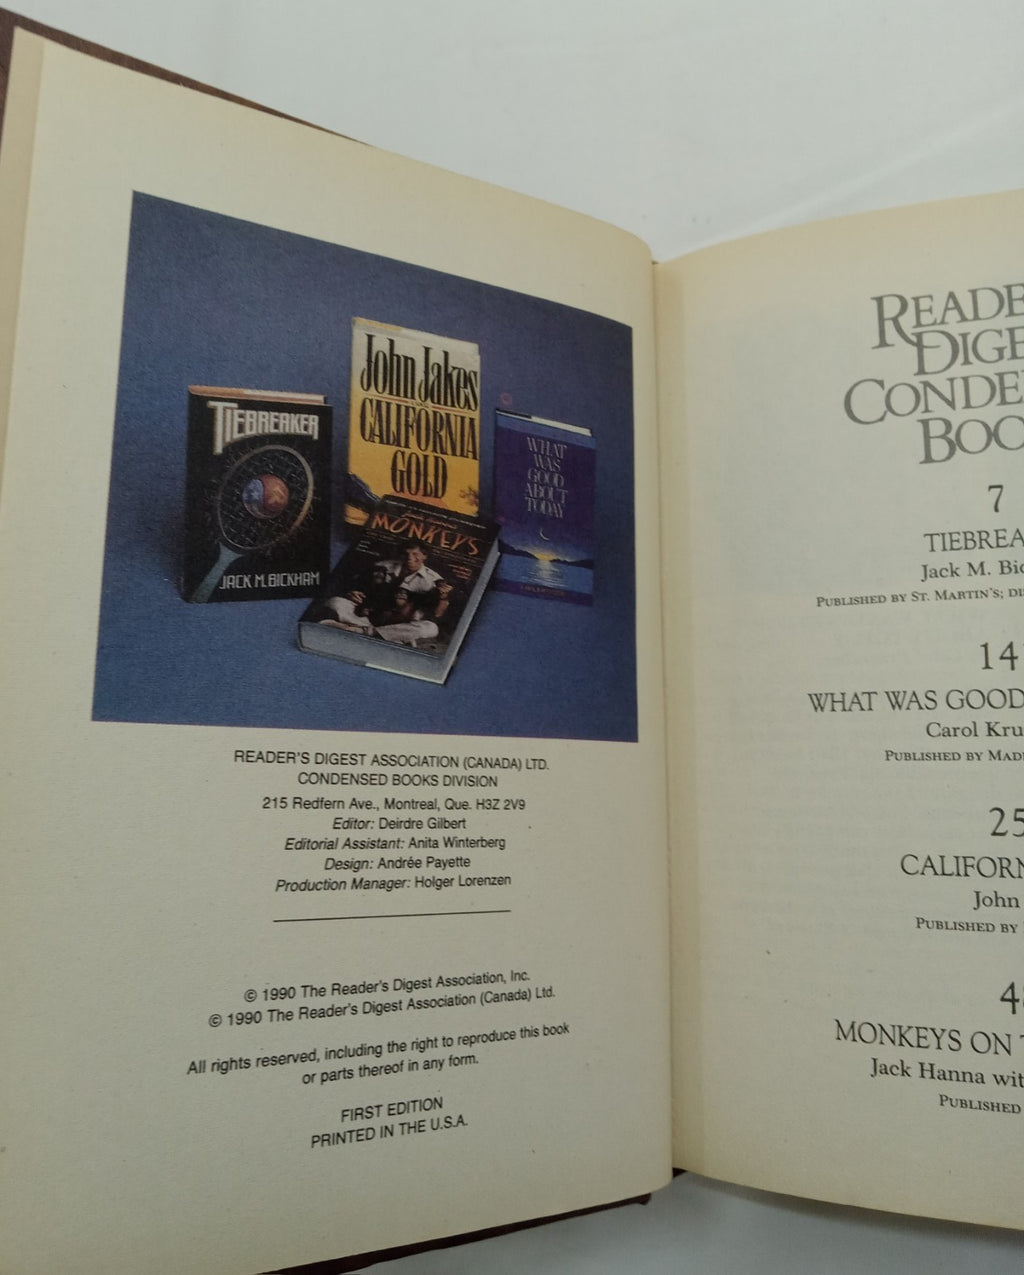 TIEBREAKER
JACK M. BICKHAM
John Jakes
CALIFORNIA
GOLD
WHAT
WAS
GOOD
ABOUT
TODAY
MONKEYS
READER'S DIGEST ASSOCIATION (CANADA) LTD.
CONDENSED BOOKS DIVISION
215 Redfern Ave., Montreal, Que. H3Z 2V9
Editor: Deirdre Gilbert
Editorial Assistant: Anita Winterberg
Design: Andrée Payette
Production Manager: Holger Lorenzen
© 1990 The Reader's Digest Association, Inc.
© 1990 The Reader's Digest Association (Canada) Ltd.
All rights reserved, including the right to reproduce this book
or parts thereof in any form.
FIRST EDITION
PRINTED IN THE U.S.A.
READE
DIGE
CONDE
BOO
7
TIEBREA
Jack M. Bic
PUBLISHED BY ST. MARTIN'S; DI
14
WHAT WAS GOOD
Carol Kru
PUBLISHED BY MAD
25
CALIFORN
John
PUBLISHED BY
4
MONKEYS ON
Jack Hanna wit
PUBLISHED